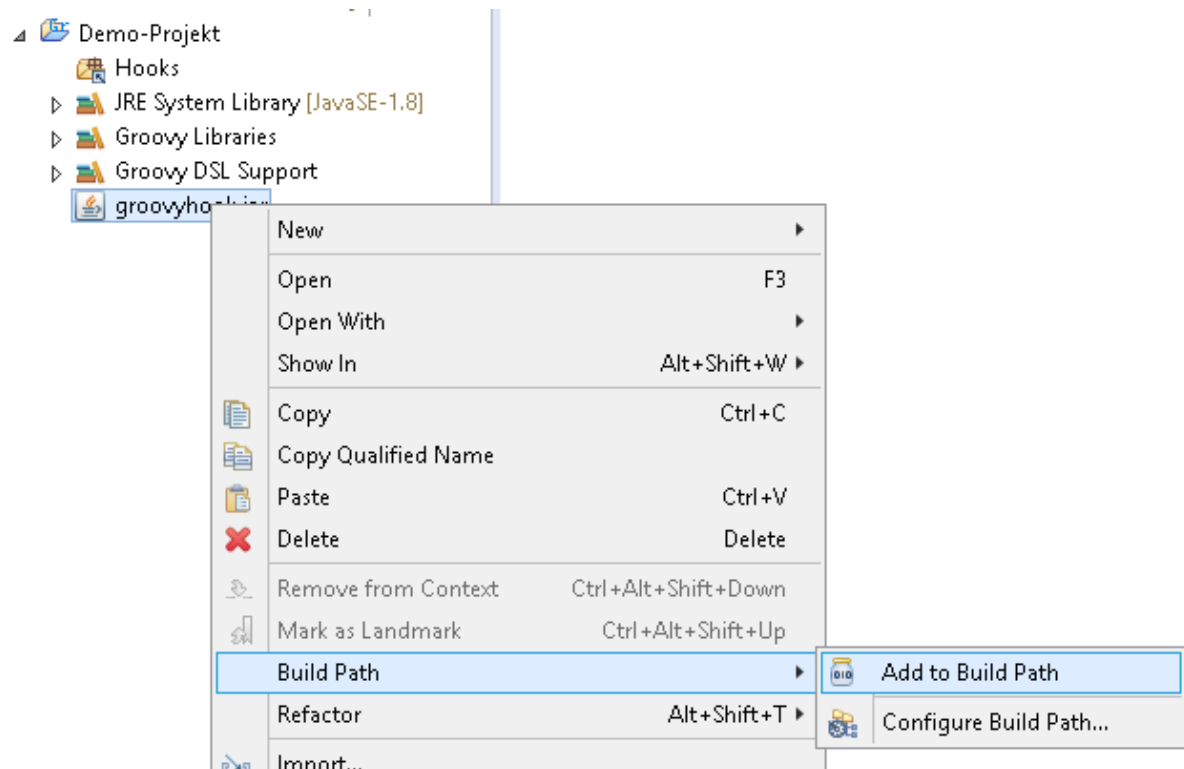 Demo-Projekt
Hooks
JRE System Library [JavaSE-1.8]
Groovy Libraries
Groovy DSL Support
New
Open F3
Open With
Show In Alt+Shift+W
Copy Ctrl+C
Copy Qualified Name
Paste Ctrl+V
Delete Delete
Remove from Context Ctrl+Alt+Shift+Down
Mark as Landmark Ctrl+Alt+Shift+Up
Build Path
Add to Build Path
Refactor Alt+Shift+T
Configure Build Path...
Import...